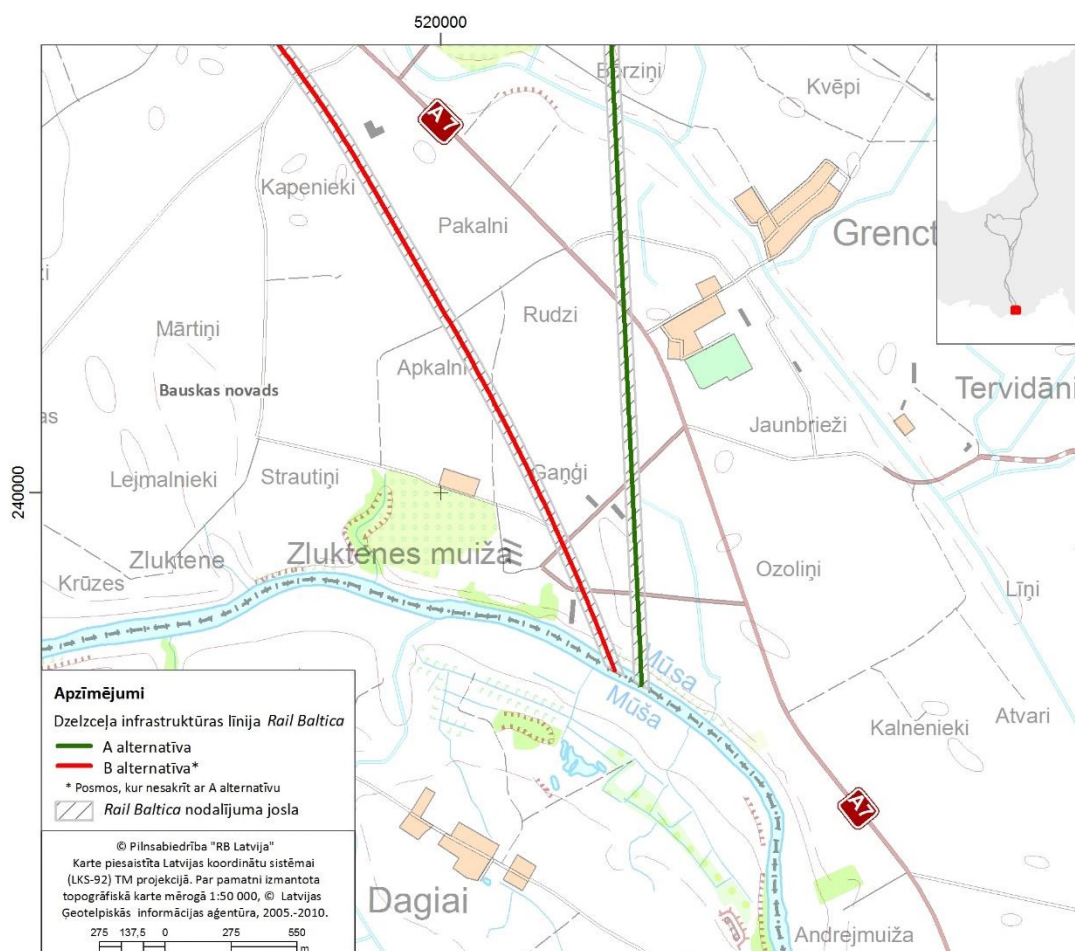 520000
Bērziņi
Kvēpi
A 7
Kapenieki
Pakalni
Grenct
Rudzi
Mārtiņi
Apkalni
Bauskas novads
Tervidāni
as
Jaunbrieži
Lejmalnieki
Strautiņi
Gaņģi
240000
Zluktene
Zluktenes muiža
Krūzes
Ozoliņi
Līņi
Mūsa
Mūša
Kalnenieki
Atvari
A7
Dagiai
Andrejmuiža
Apzīmējumi
Dzelzceļa infrastruktūras līnija Rail Baltica
A alternatīva
B alternatīva*
* Posmos, kur nesakrīt ar A alternatīvu
Rail Baltica nodalījuma josla
© Pilnsabiedrība "RB Latvija"
Karte piesaistīta Latvijas koordinātu sistēmai
(LKS-92) TM projekcijā. Par pamatni izmantota
topogrāfiskā karte mērogā 1:50 000, © Latvijas
Ģeotelpiskās informācijas aģentūra, 2005.-2010.
275 137,5 0 275 550
m